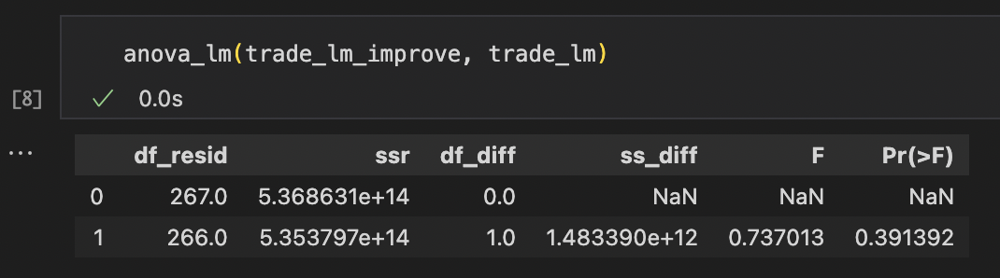 anova_lm(trade_lm_improve, trade_lm)
[8] ✓ 0.0s
... df_resid ssr df_diff ss_diff F Pr(>F)
0 267.0 5.368631e+14 0.0 NaN NaN NaN
1 266.0 5.353797e+14 1.0 1.483390e+12 0.737013 0.391392